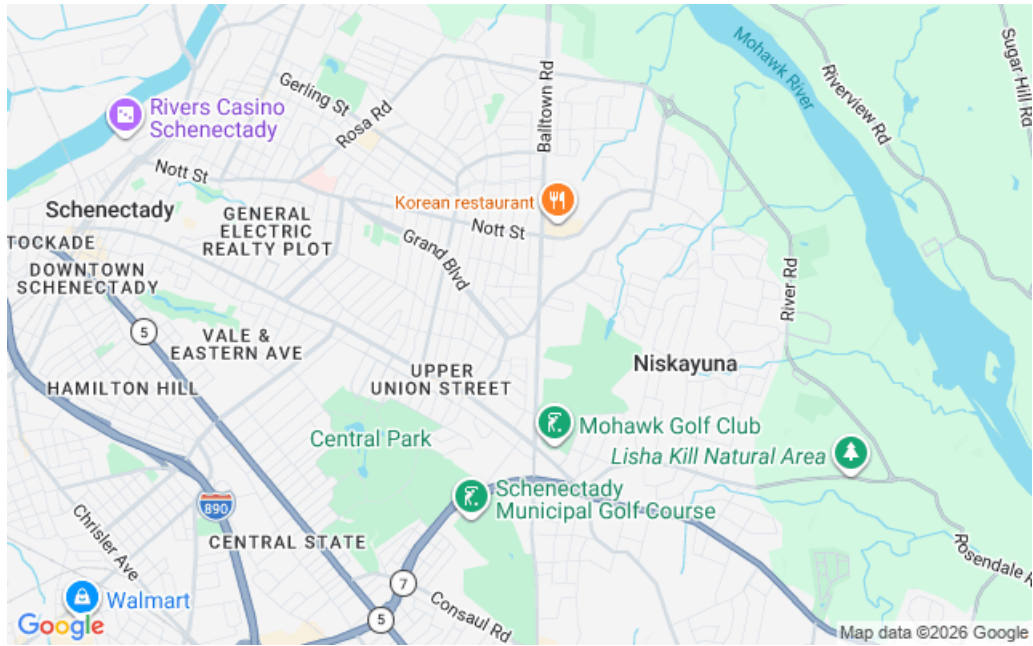 Mohawk River
Riverview Rd
Sugar Hill Rd
Gerling St
Rosa Rd
Balltown Rd
Rivers Casino
Schenectady
Nott St
Korean restaurant
Schenectady
GENERAL
ELECTRIC
REALTY PLOT
Nott St
TOCKADE
Grand Blvd
DOWNTOWN
SCHENECTADY
River Rd
5
VALE &
EASTERN AVE
Niskayuna
UPPER
UNION STREET
HAMILTON HILL
Mohawk Golf Club
Central Park
Lisha Kill Natural Area
Schenectady
Municipal Golf Course
890
Chrisler Ave
CENTRAL STATE
Rosendale R
7
Walmart
5
Consaul Rd
Google
Map data ©2026 Google